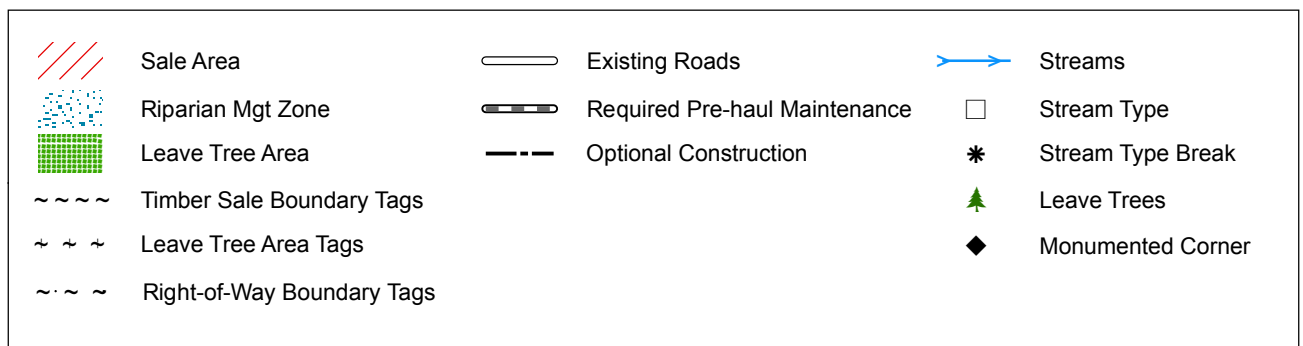 Sale Area
Riparian Mgt Zone
Leave Tree Area
Timber Sale Boundary Tags
Leave Tree Area Tags
Right-of-Way Boundary Tags
Existing Roads
Required Pre-haul Maintenance
Optional Construction
Streams
Stream Type
Stream Type Break
Leave Trees
Monumented Corner